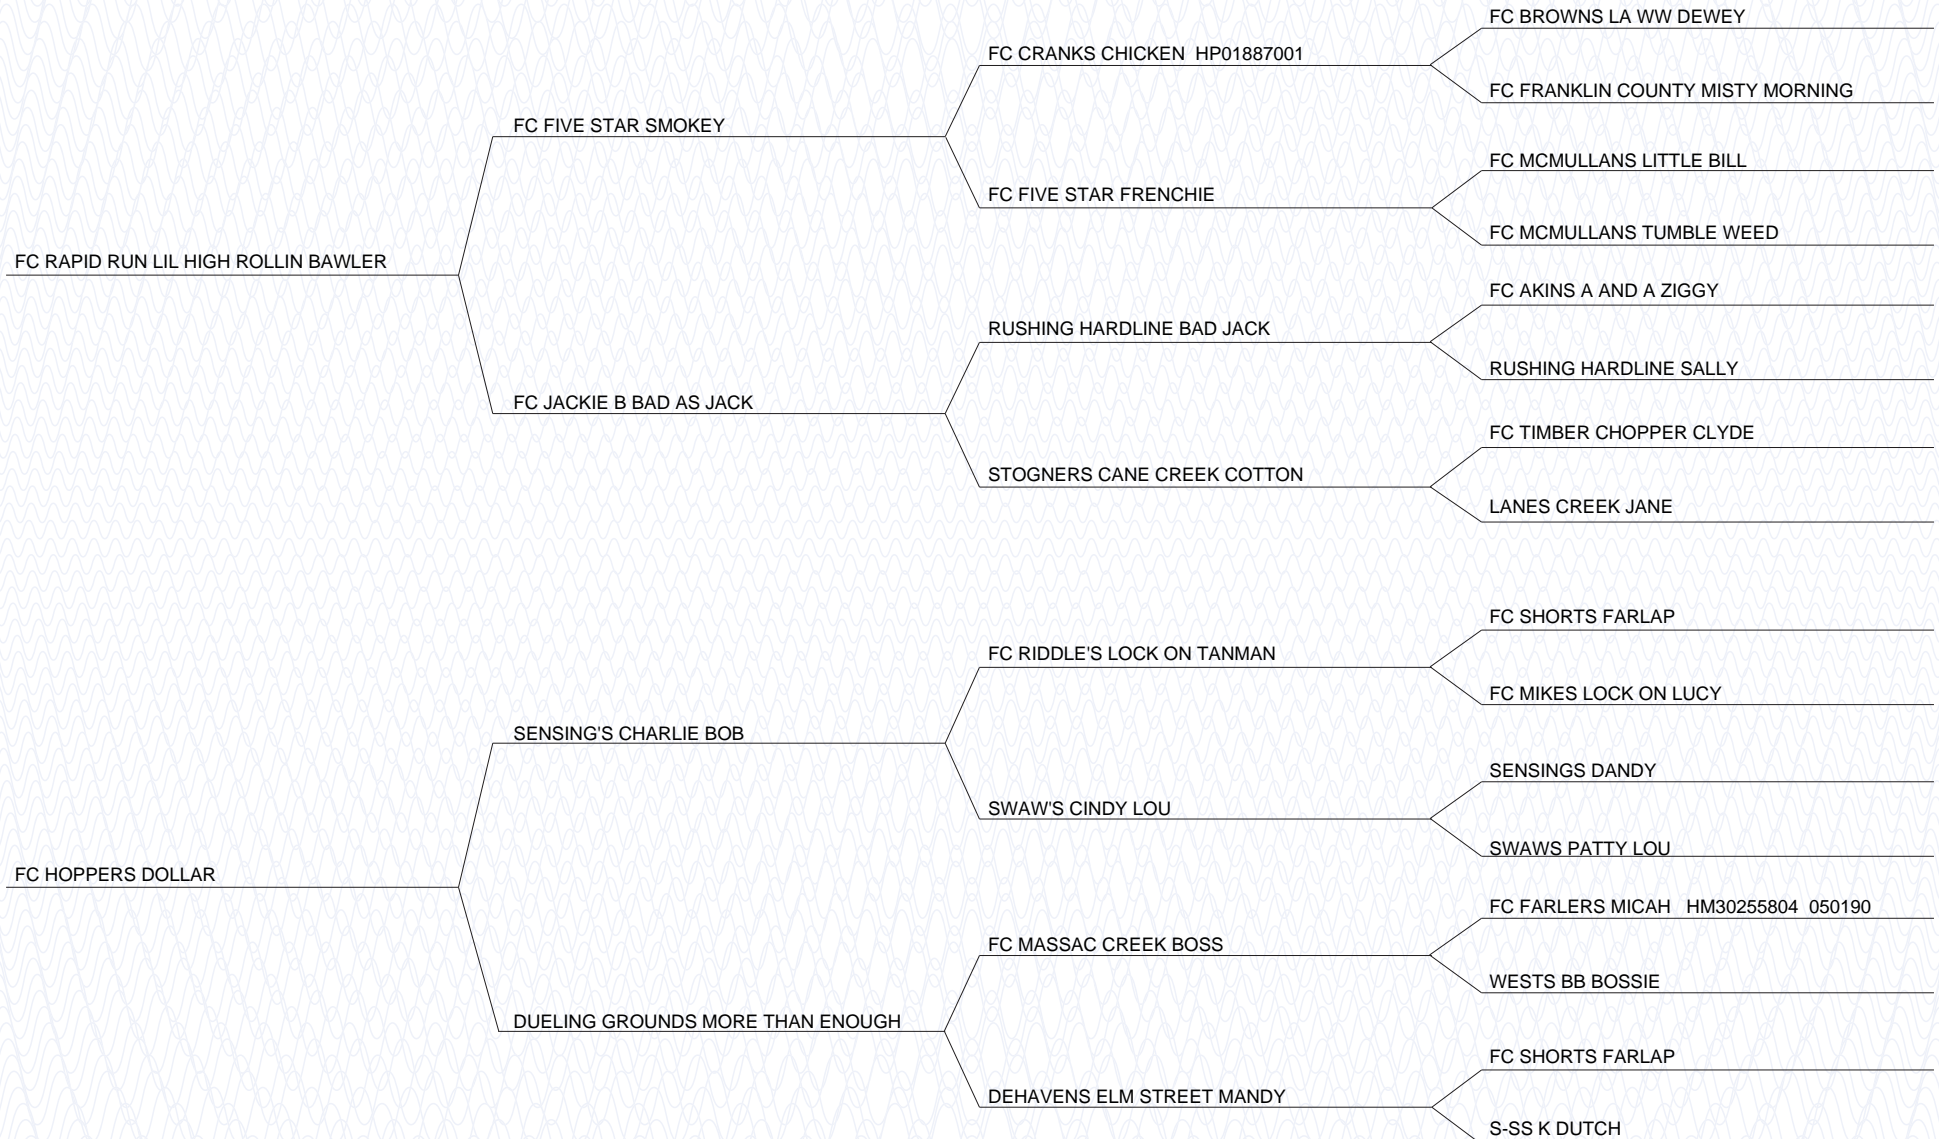 FC BROWNS LA WW DEWEY
FC CRANKS CHICKEN  HP01887001
FC FRANKLIN COUNTY MISTY MORNING
FC FIVE STAR SMOKEY
FC MCMULLANS LITTLE BILL
FC FIVE STAR FRENCHIE
FC MCMULLANS TUMBLE WEED
FC RAPID RUN LIL HIGH ROLLIN BAWLER
FC AKINS A AND A ZIGGY
RUSHING HARDLINE BAD JACK
RUSHING HARDLINE SALLY
FC JACKIE B BAD AS JACK
FC TIMBER CHOPPER CLYDE
STOGNERS CANE CREEK COTTON
LANES CREEK JANE
FC SHORTS FARLAP
FC RIDDLE'S LOCK ON TANMAN
FC MIKES LOCK ON LUCY
SENSING'S CHARLIE BOB
SENSINGS DANDY
SWAW'S CINDY LOU
SWAWS PATTY LOU
FC HOPPERS DOLLAR
FC FARLERS MICAH   HM30255804  050190
FC MASSAC CREEK BOSS
WESTS BB BOSSIE
DUELING GROUNDS MORE THAN ENOUGH
FC SHORTS FARLAP
DEHAVENS ELM STREET MANDY
S-SS K DUTCH